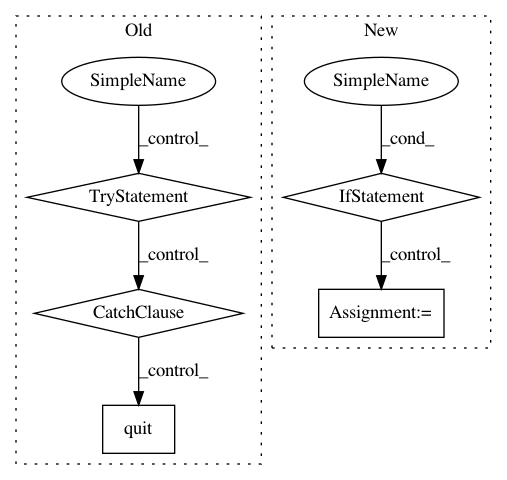 Old
New
SimpleName
SimpleName
_control_
_cond_
TryStatement
IfStatement
_control_
_control_
CatchClause
Assignment:=
_control_
quit